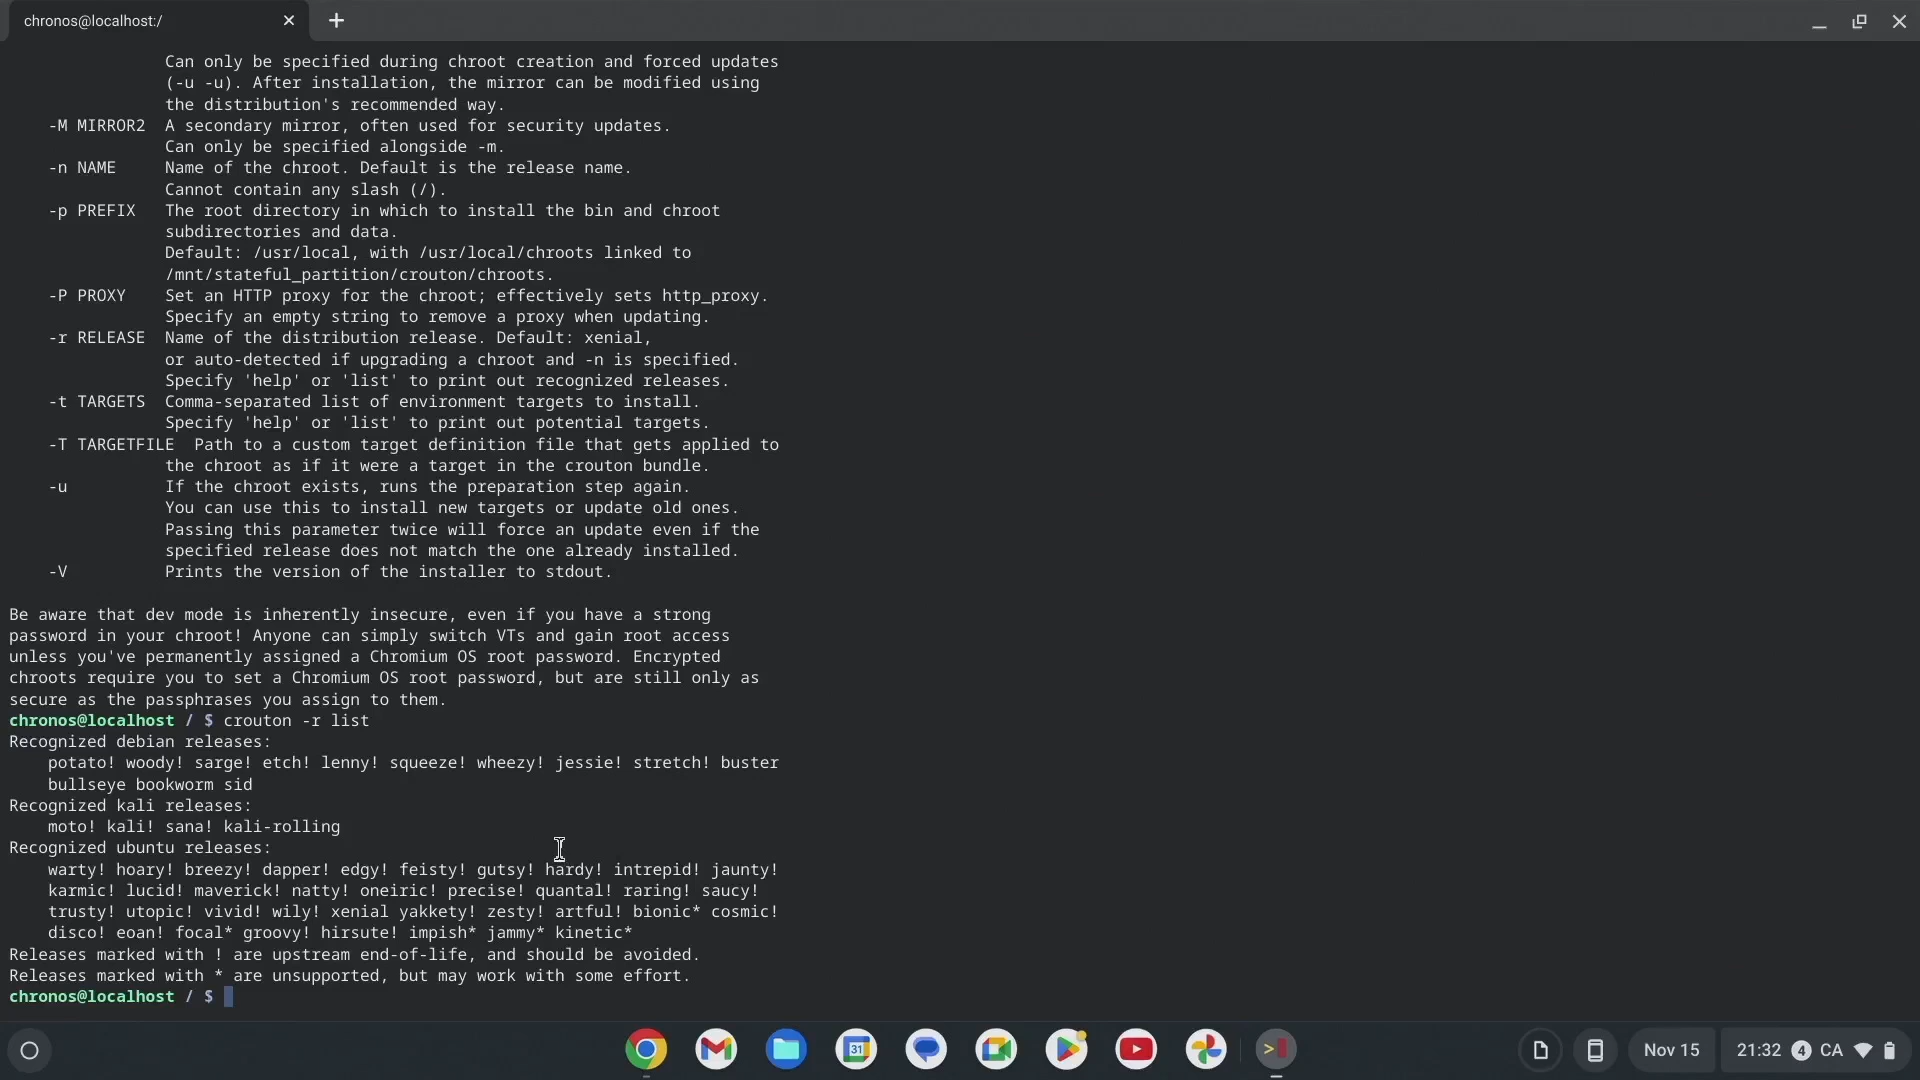 chronos@localhost:/
Can only be specified during chroot creation and forced updates
(-u -u). After installation, the mirror can be modified using
the distribution's recommended way.
-M MIRROR2  A secondary mirror, often used for security updates.
Can only be specified alongside -m.
-n NAME     Name of the chroot. Default is the release name.
Cannot contain any slash (/).
-p PREFIX   The root directory in which to install the bin and chroot
subdirectories and data.
Default: /usr/local, with /usr/local/chroots linked to
/mnt/stateful_partition/crouton/chroots.
-P PROXY    Set an HTTP proxy for the chroot; effectively sets http_proxy.
Specify an empty string to remove a proxy when updating.
-r RELEASE  Name of the distribution release. Default: xenial,
or auto-detected if upgrading a chroot and -n is specified.
Specify 'help' or 'list' to print out recognized releases.
-t TARGETS  Comma-separated list of environment targets to install.
Specify 'help' or 'list' to print out potential targets.
-T TARGETFILE  Path to a custom target definition file that gets applied to
the chroot as if it were a target in the crouton bundle.
-u          If the chroot exists, runs the preparation step again.
You can use this to install new targets or update old ones.
Passing this parameter twice will force an update even if the
specified release does not match the one already installed.
-V          Prints the version of the installer to stdout.
Be aware that dev mode is inherently insecure, even if you have a strong
password in your chroot! Anyone can simply switch VTs and gain root access
unless you've permanently assigned a Chromium OS root password. Encrypted
chroots require you to set a Chromium OS root password, but are still only as
secure as the passphrases you assign to them.
chronos@localhost / $ crouton -r list
Recognized debian releases:
potato! woody! sarge! etch! lenny! squeeze! wheezy! jessie! stretch! buster
bullseye bookworm sid
Recognized kali releases:
moto! kali! sana! kali-rolling
Recognized ubuntu releases:
warty! hoary! breezy! dapper! edgy! feisty! gutsy! hardy! intrepid! jaunty!
karmic! lucid! maverick! natty! oneiric! precise! quantal! raring! saucy!
trusty! utopic! vivid! wily! xenial yakkety! zesty! artful! bionic* cosmic!
disco! eoan! focal* groovy! hirsute! impish* jammy* kinetic*
Releases marked with ! are upstream end-of-life, and should be avoided.
Releases marked with * are unsupported, but may work with some effort.
chronos@localhost / $
31
Nov 15
21:32 4 CA